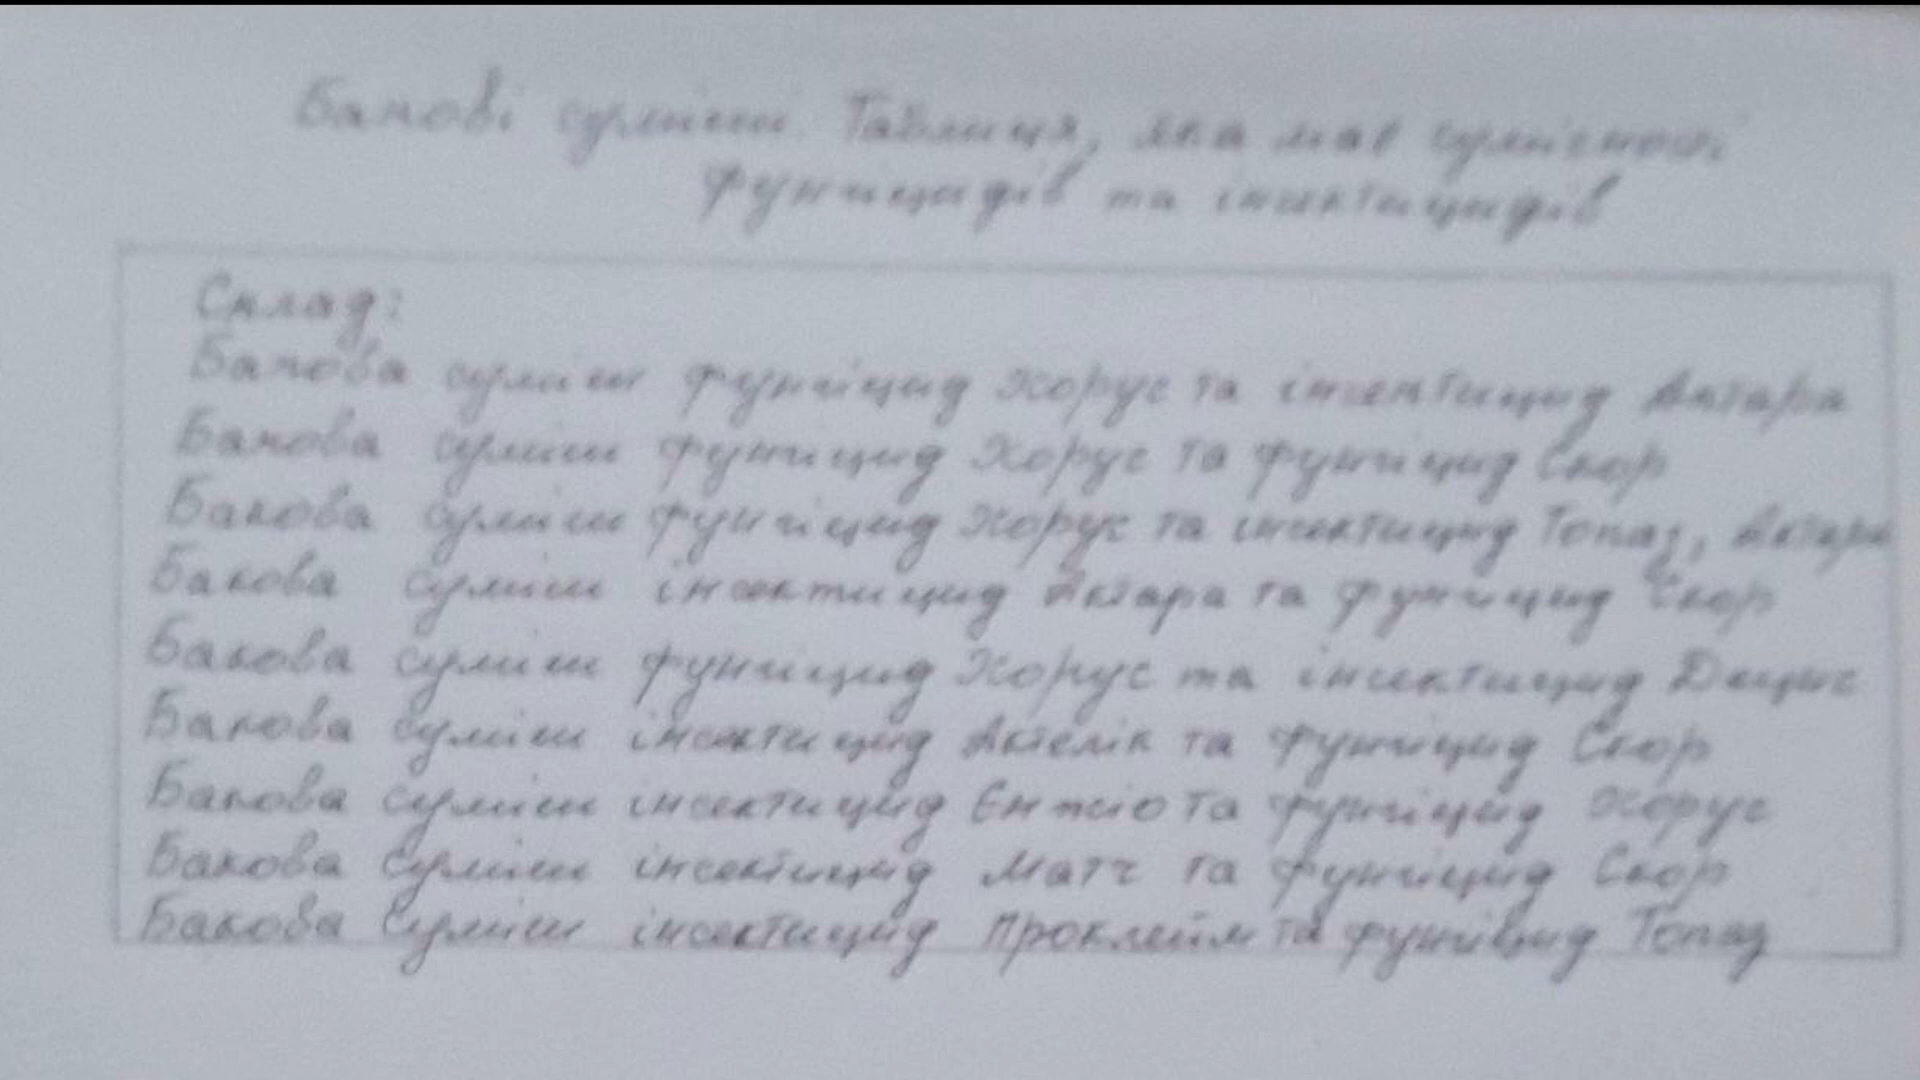 Бакові суміші. Таблиця, яка має сумісності
фунгіцидів та інсектицидів
Склад:
Бакова суміш фунгіцид Хорус та інсектицид Актара
Бакова суміш фунгіцид Хорус та фунгіцид Скор
Бакова суміш фунгіцид Хорус та інсектицид Топаз, Актара
Бакова суміш інсектицид Актара та фунгіцид Скор
Бакова суміш фунгіцид Хорус та інсектицид Децис
Бакова суміш інсектицид Актелік та фунгіцид Скор
Бакова суміш інсектицид Енжіо та фунгіцид Хорус
Бакова суміш інсектицид Матч та фунгіцид Скор
Бакова суміш інсектицид Проклейм та фунгіцид Топаз